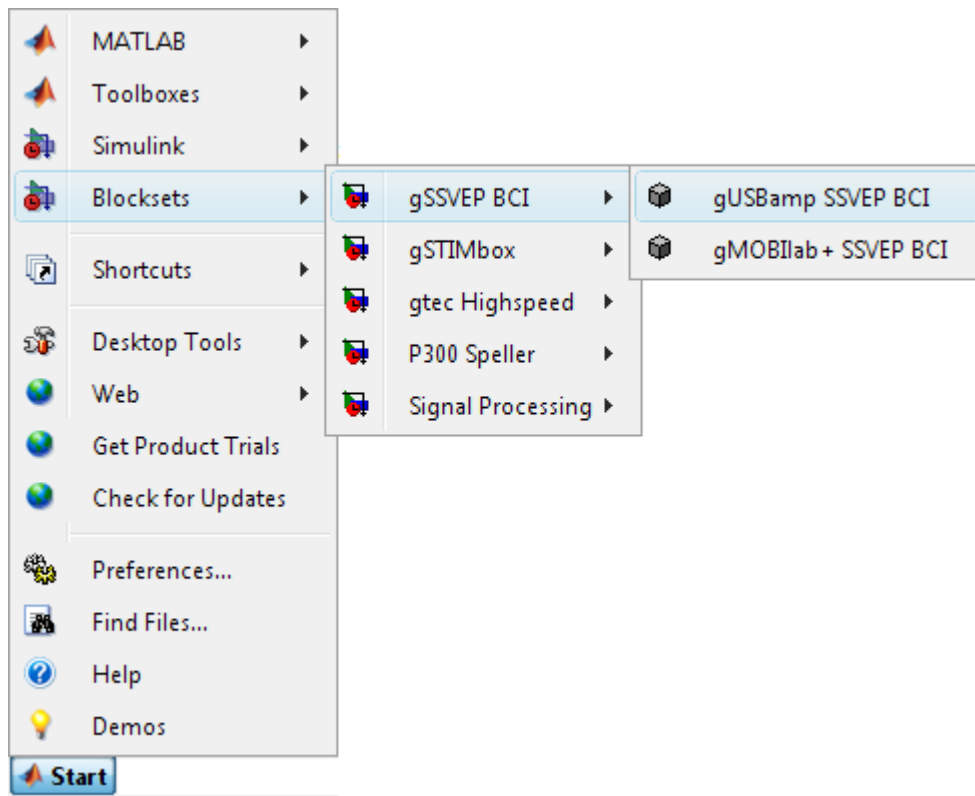 MATLAB
Toolboxes
Simulink
Blocksets
Shortcuts
Desktop Tools
Web
Get Product Trials
Check for Updates
Preferences...
Find Files...
Help
Demos
Start
gSSVEP BCI
gSTIMbox
gtec Highspeed
P300 Speller
Signal Processing
gUSBamp SSVEP BCI
gMOBIlab+ SSVEP BCI